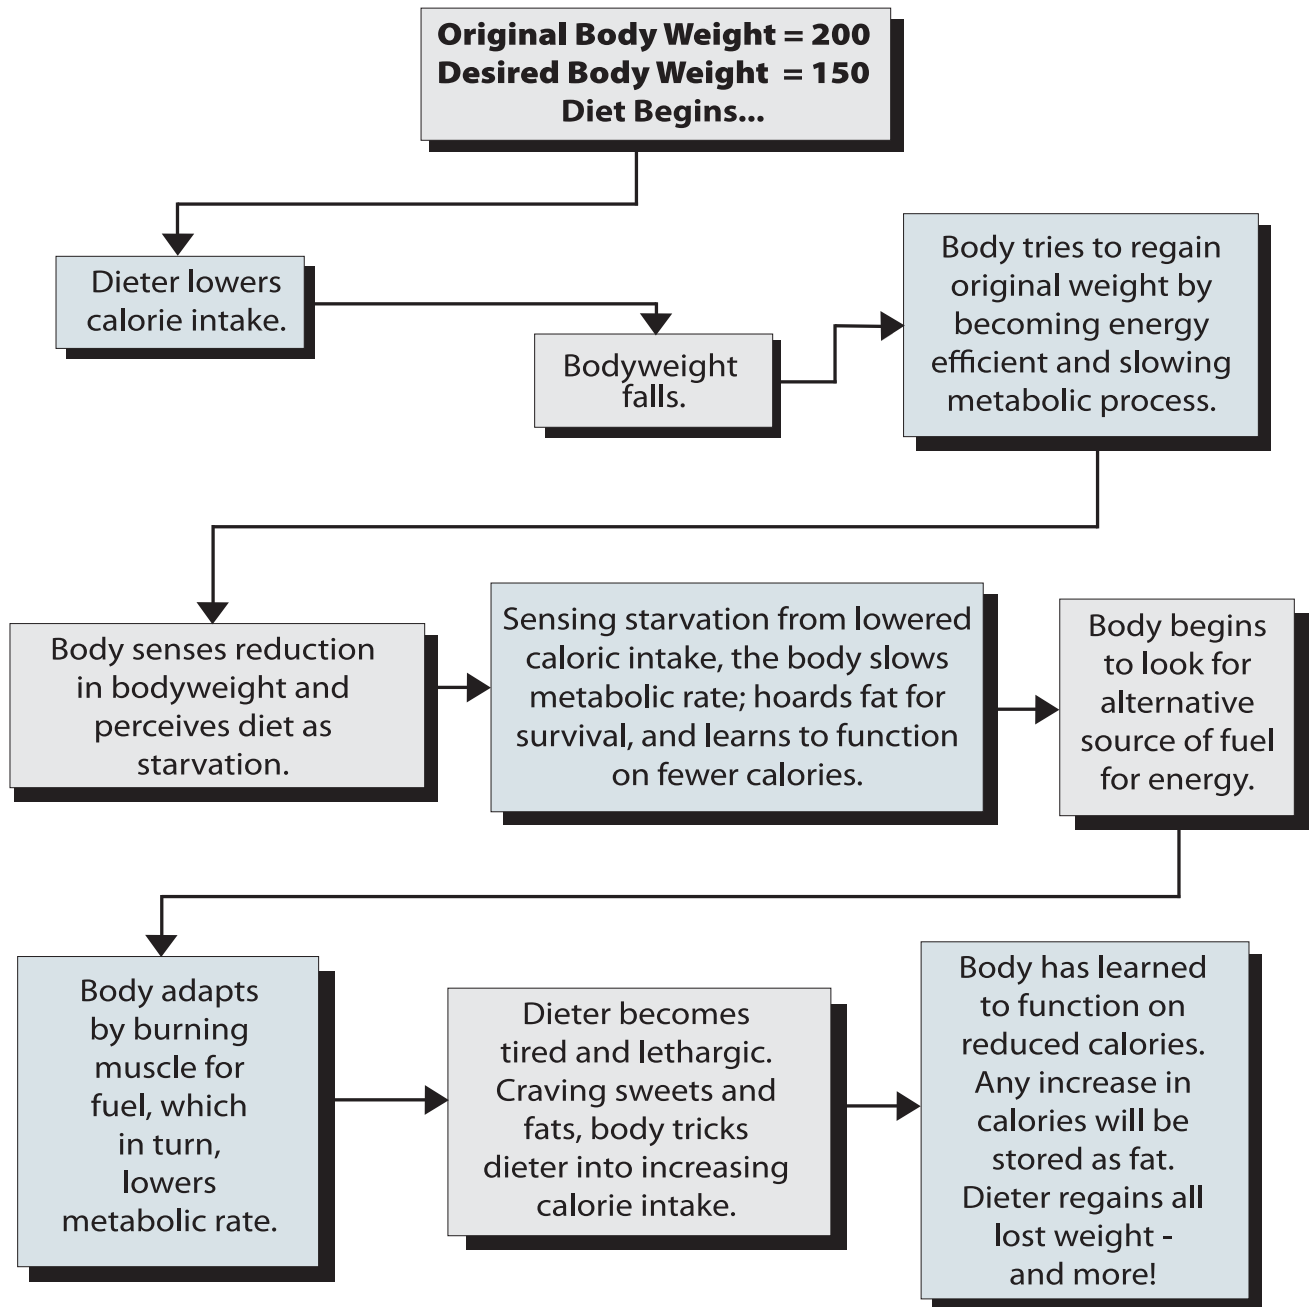 Original Body Weight = 200
Desired Body Weight = 150
Diet Begins...
Dieter lowers
calorie intake.
Bodyweight
falls.
Body tries to regain
original weight by
becoming energy
efficient and slowing
metabolic process.
Body senses reduction
in bodyweight and
perceives diet as
starvation.
Sensing starvation from lowered
caloric intake, the body slows
metabolic rate; hoards fat for
survival, and learns to function
on fewer calories.
Body begins
to look for
alternative
source of fuel
for energy.
Body adapts
by burning
muscle for
fuel, which
in turn,
lowers
metabolic rate.
Dieter becomes
tired and lethargic.
Craving sweets and
fats, body tricks
dieter into increasing
calorie intake.
Body has learned
to function on
reduced calories.
Any increase in
calories will be
stored as fat.
Dieter regains all
lost weight -
and more!